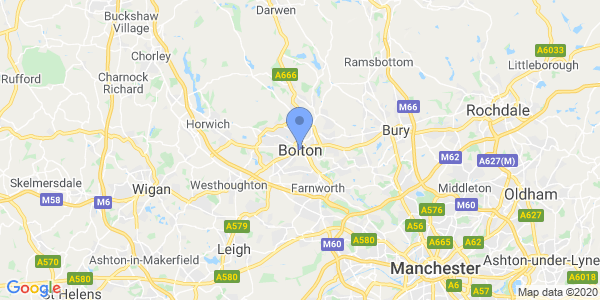 Buckshaw
Village
Darwen
A6033
Chorley
Ramsbottom
Littleborough
Rufford
Charnock
Richard
A666
M66
Rochdale
Horwich
Bury
Bolton
M62
A627(M)
Skelmersdale
Wigan
Westhoughton
Farnworth
Middleton
Oldham
M58
M6
M60
A576
A627
A579
A56
Leigh
M60
A580
A665
A62
A570
Ashton-in-Makerfield
Ashton-under-Lyne
Manchester
A580
A580
A6018
St Helens
A6
A57
Google
Map data ©2020